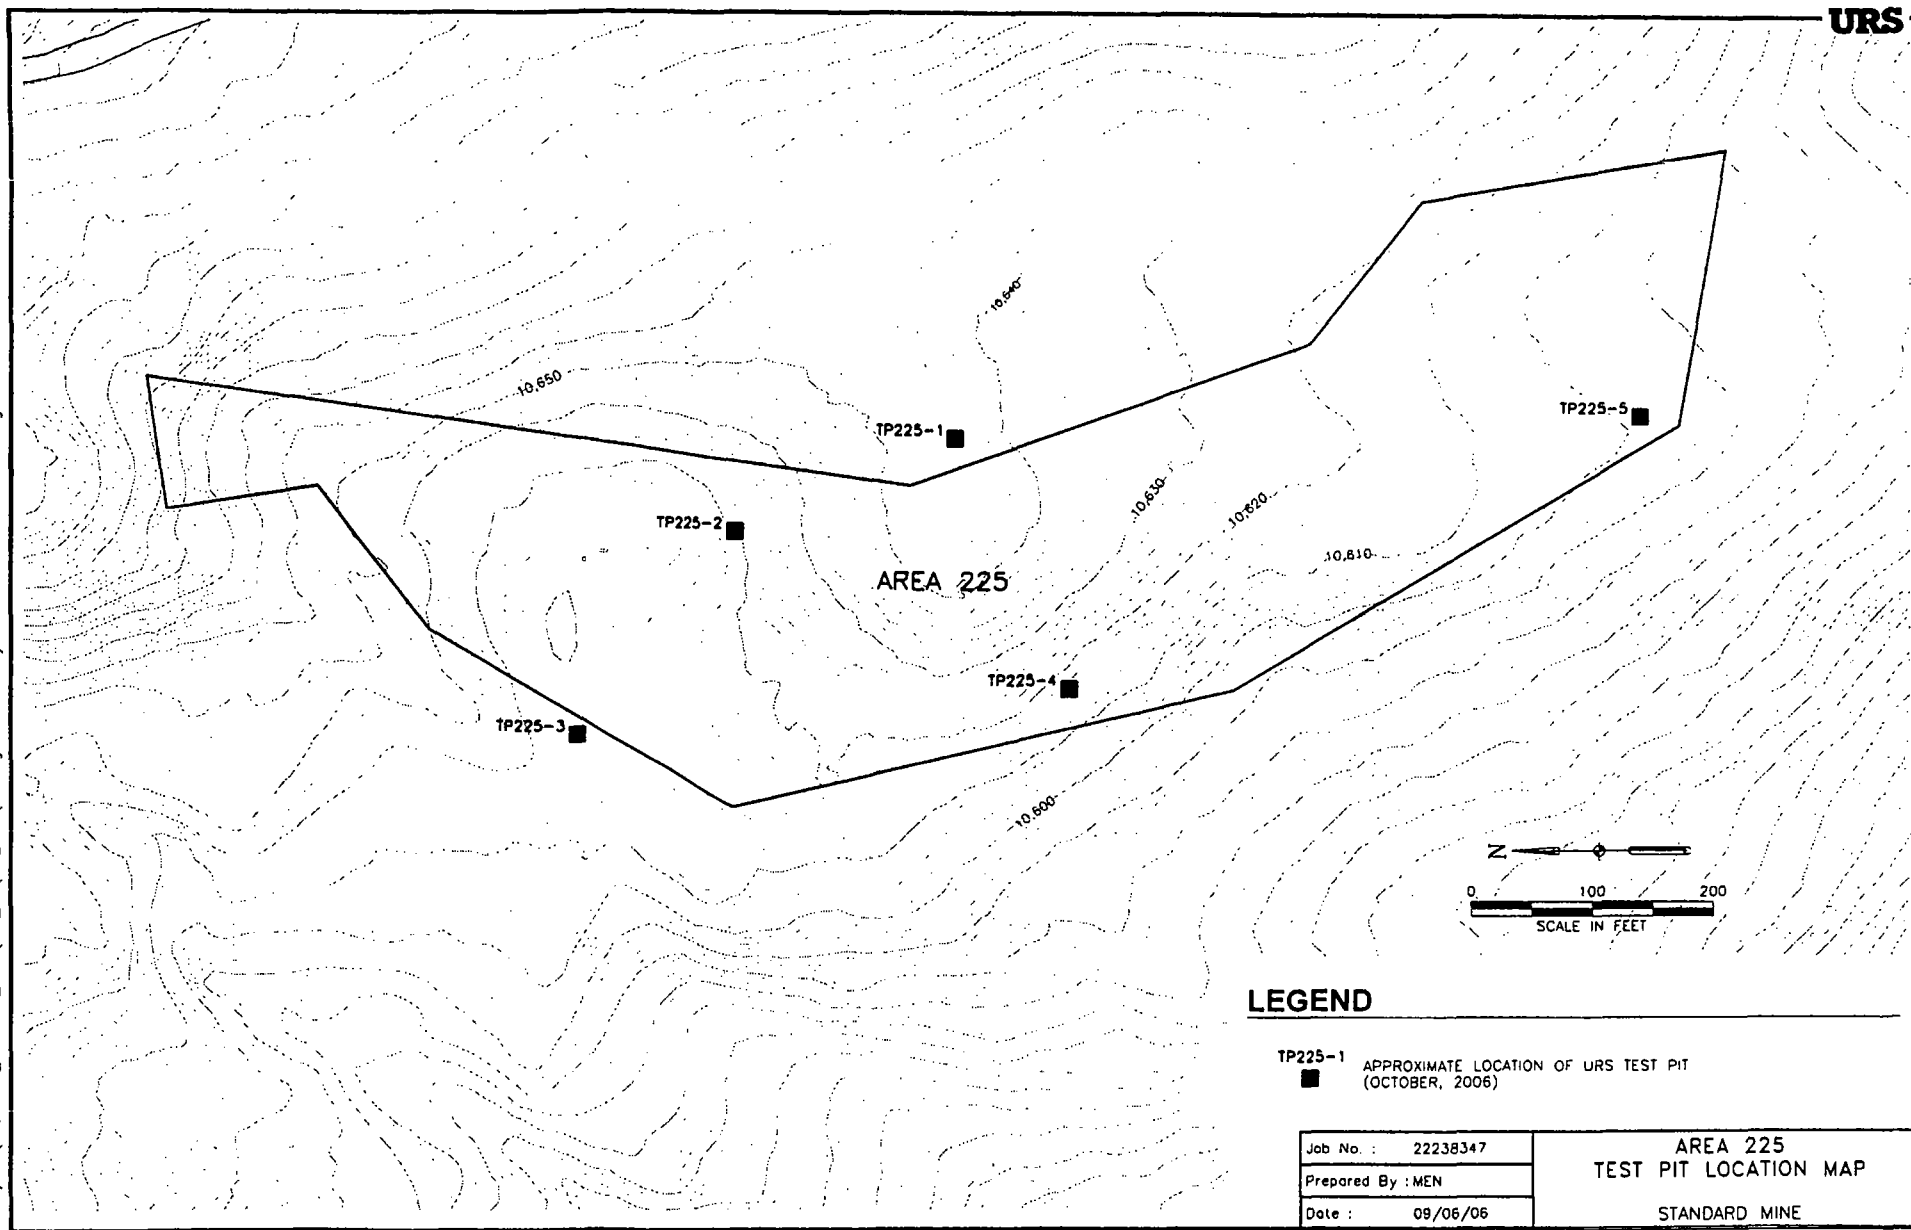 URS
10,640
10,650
TP225-1
TP225-5
10,630
10,620
TP225-2
10,610
AREA 225
TP225-4
TP225-3
10,600
N
0 100 200
SCALE IN FEET
LEGEND
TP225-1
APPROXIMATE LOCATION OF URS TEST PIT
(OCTOBER, 2006)
Job No. : 22238347
Prepared By : MEN
Date : 09/06/06
AREA 225
TEST PIT LOCATION MAP
STANDARD MINE